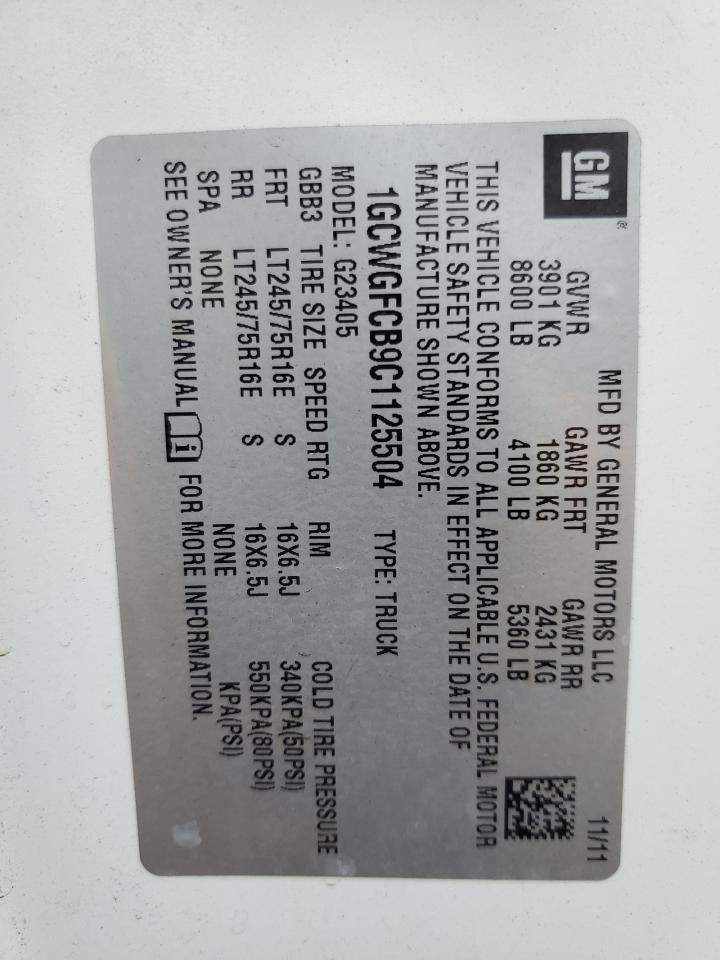 GM®
MFD BY GENERAL MOTORS LLC 11/11
GVWR GAWR FRT GAWR RR
3901 KG 1860 KG 2431 KG
8600 LB 4100 LB 5360 LB
THIS VEHICLE CONFORMS TO ALL APPLICABLE U.S. FEDERAL MOTOR
VEHICLE SAFETY STANDARDS IN EFFECT ON THE DATE OF
MANUFACTURE SHOWN ABOVE.
1GCWGFCB9C1125504 TYPE: TRUCK
MODEL: G23405
GBB3 TIRE SIZE SPEED RTG RIM COLD TIRE PRESSURE
FRT LT245/75R16E S 16X6.5J 340KPA(50PSI)
RR LT245/75R16E S 16X6.5J 550KPA(80PSI)
SPA NONE NONE KPA(PSI)
SEE OWNER'S MANUAL FOR MORE INFORMATION.